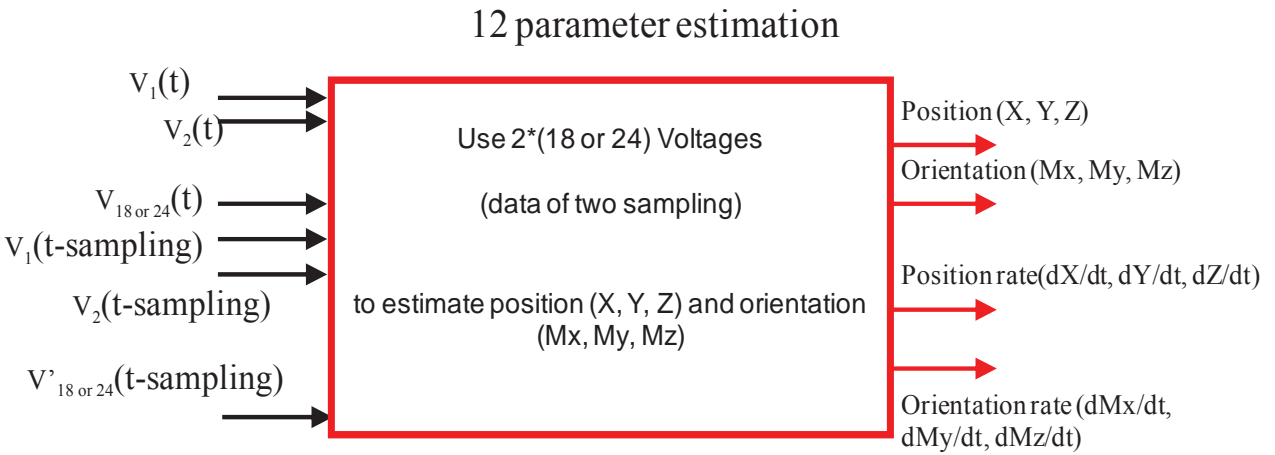 12 parameter estimation
V₁(t)
V₂(t)
V₁₈ ₒᵣ ₂₄(t)
V₁(t-sampling)
V₂(t-sampling)
V’₁₈ ₒᵣ ₂₄(t-sampling)
Use 2*(18 or 24) Voltages
(data of two sampling)
to estimate position (X, Y, Z) and orientation
(Mx, My, Mz)
Position (X, Y, Z)
Orientation (Mx, My, Mz)
Position rate(dX/dt, dY/dt, dZ/dt)
Orientation rate (dMx/dt,
dMy/dt, dMz/dt)